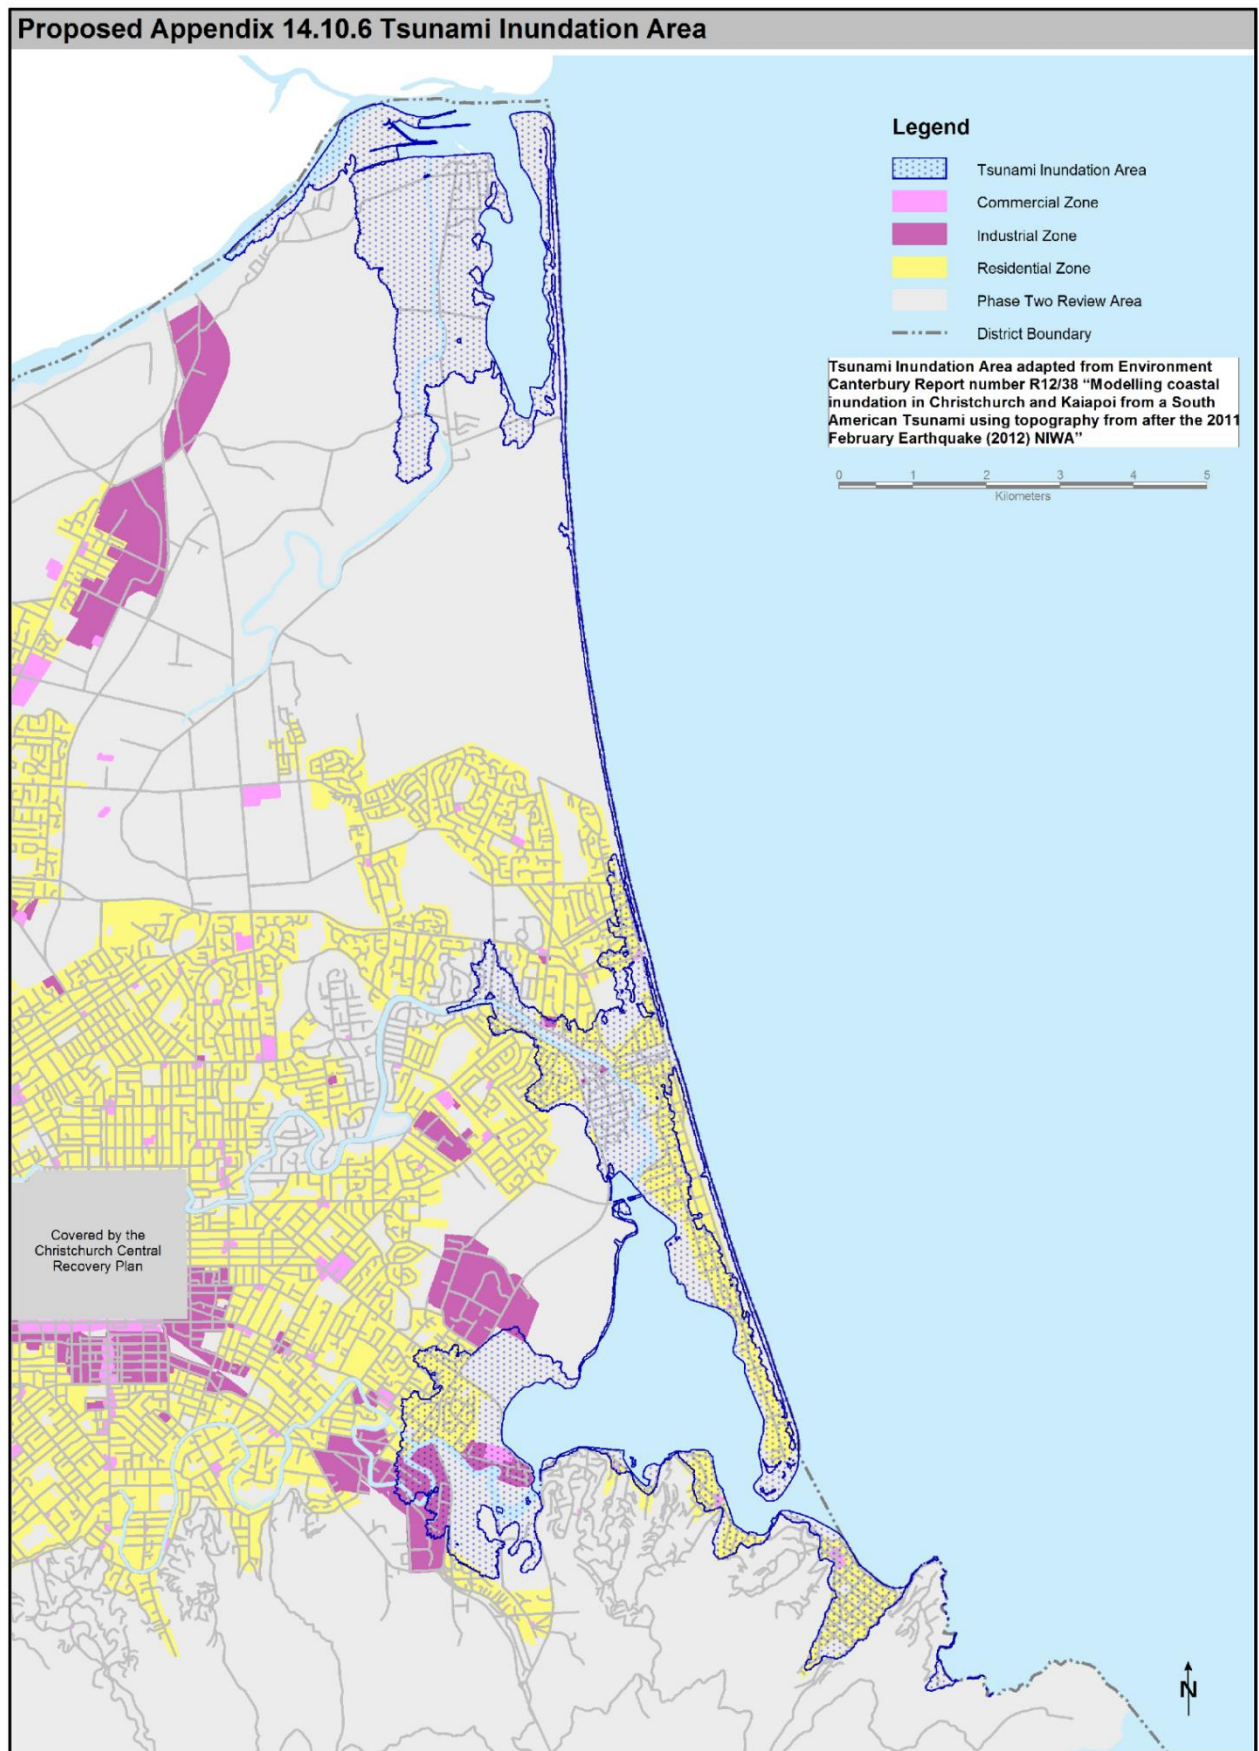 Proposed Appendix 14.10.6 Tsunami Inundation Area
Legend
Tsunami Inundation Area
Commercial Zone
Industrial Zone
Residential Zone
Phase Two Review Area
District Boundary
Tsunami Inundation Area adapted from Environment
Canterbury Report number R12/38 “Modelling coastal
inundation in Christchurch and Kaiapoi from a South
American Tsunami using topography from after the 2011
February Earthquake (2012) NIWA”
0 1 2 3 4 5
Kilometers
Covered by the
Christchurch Central
Recovery Plan
N